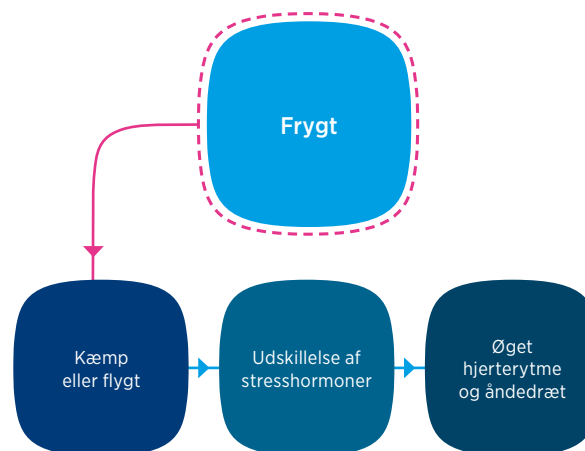 Frygt
Kæmp
eller flygt
Udskillelse af
stresshormoner
Øget
hjerterytme
og åndedræt